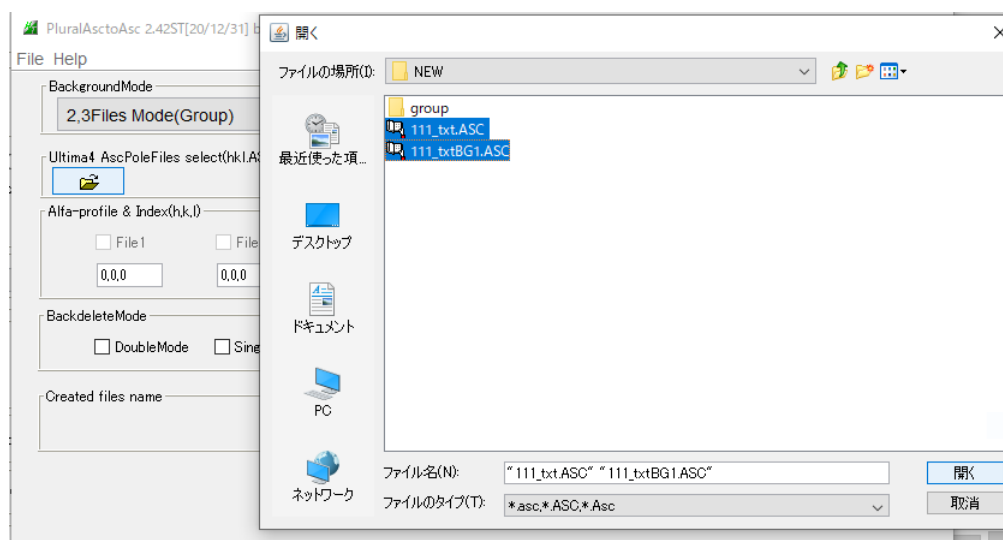 PluralAsctoAsc 2.42ST[20/12/31] b
File Help
BackgroundMode
2,3Files Mode(Group)
Ultima4 AscPoleFiles select(hkl.AS
Alfa-profile & Index(h,k,l)
File1
File
0,0,0
0,0,0
BackdeleteMode
DoubleMode
Sing
Created files name
開く
ファイルの場所(I):
NEW
最近使った項...
デスクトップ
ドキュメント
PC
ネットワーク
group
111_txt.ASC
111_txtBG1.ASC
ファイル名(N):
"111_txt.ASC" "111_txtBG1.ASC"
開く
ファイルのタイプ(T):
*.asc,*.ASC,*.Asc
取消